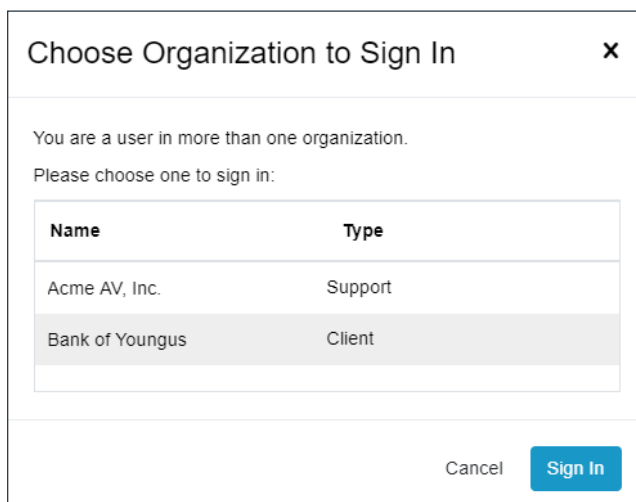 Choose Organization to Sign In
You are a user in more than one organization.
Please choose one to sign in:
Name Type
Acme AV, Inc. Support
Bank of Youngus Client
Cancel Sign In